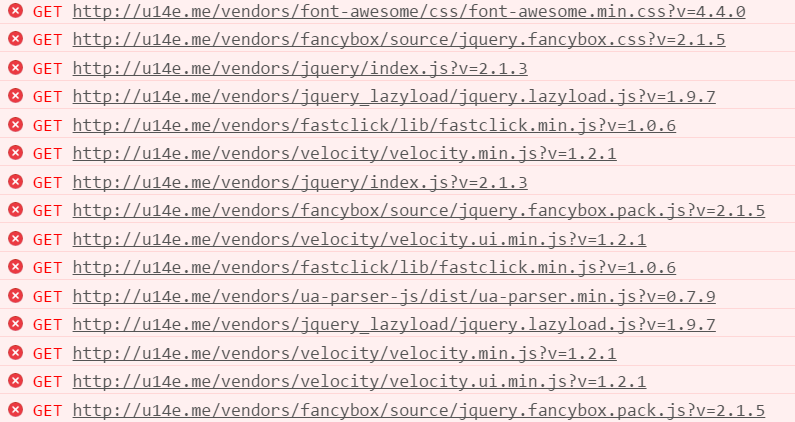 GET http://u14e.me/vendors/font-awesome/css/font-awesome.min.css?v=4.4.0
GET http://u14e.me/vendors/fancybox/source/jquery.fancybox.css?v=2.1.5
GET http://u14e.me/vendors/jquery/index.js?v=2.1.3
GET http://u14e.me/vendors/jquery_lazyload/jquery.lazyload.js?v=1.9.7
GET http://u14e.me/vendors/fastclick/lib/fastclick.min.js?v=1.0.6
GET http://u14e.me/vendors/velocity/velocity.min.js?v=1.2.1
GET http://u14e.me/vendors/jquery/index.js?v=2.1.3
GET http://u14e.me/vendors/fancybox/source/jquery.fancybox.pack.js?v=2.1.5
GET http://u14e.me/vendors/velocity/velocity.ui.min.js?v=1.2.1
GET http://u14e.me/vendors/fastclick/lib/fastclick.min.js?v=1.0.6
GET http://u14e.me/vendors/ua-parser-js/dist/ua-parser.min.js?v=0.7.9
GET http://u14e.me/vendors/jquery_lazyload/jquery.lazyload.js?v=1.9.7
GET http://u14e.me/vendors/velocity/velocity.min.js?v=1.2.1
GET http://u14e.me/vendors/velocity/velocity.ui.min.js?v=1.2.1
GET http://u14e.me/vendors/fancybox/source/jquery.fancybox.pack.js?v=2.1.5